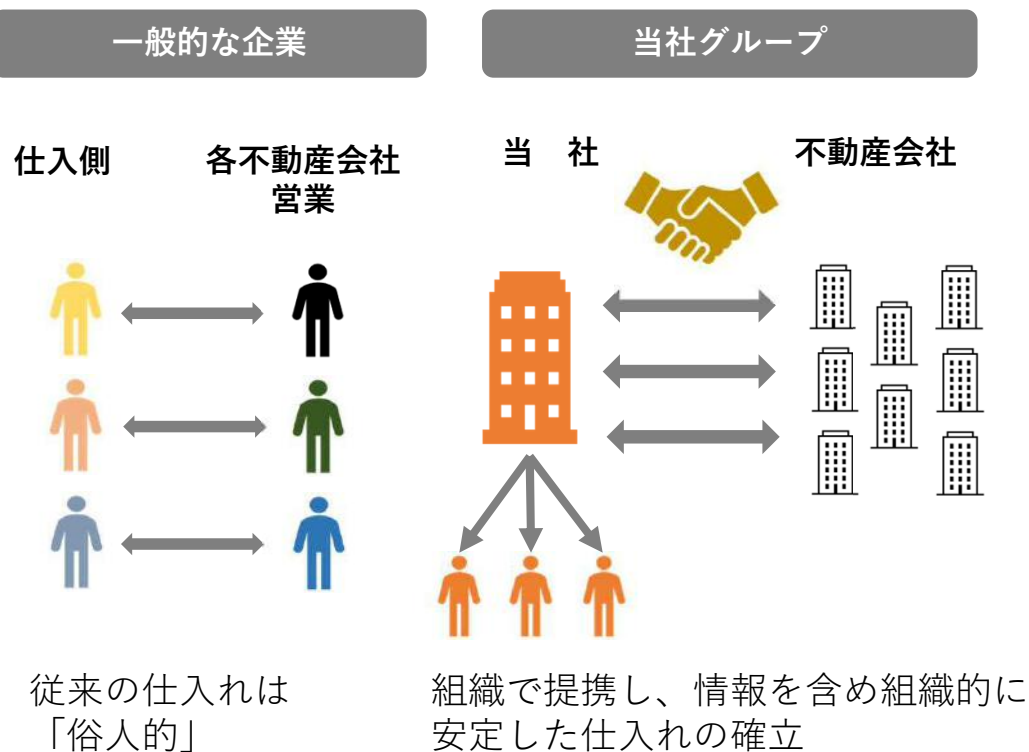 一般的な企業
当社グループ
仕入側
各不動産会社
営業
当　社
不動産会社
従来の仕入れは
「俗人的」
組織で提携し、情報を含め組織的に
安定した仕入れの確立